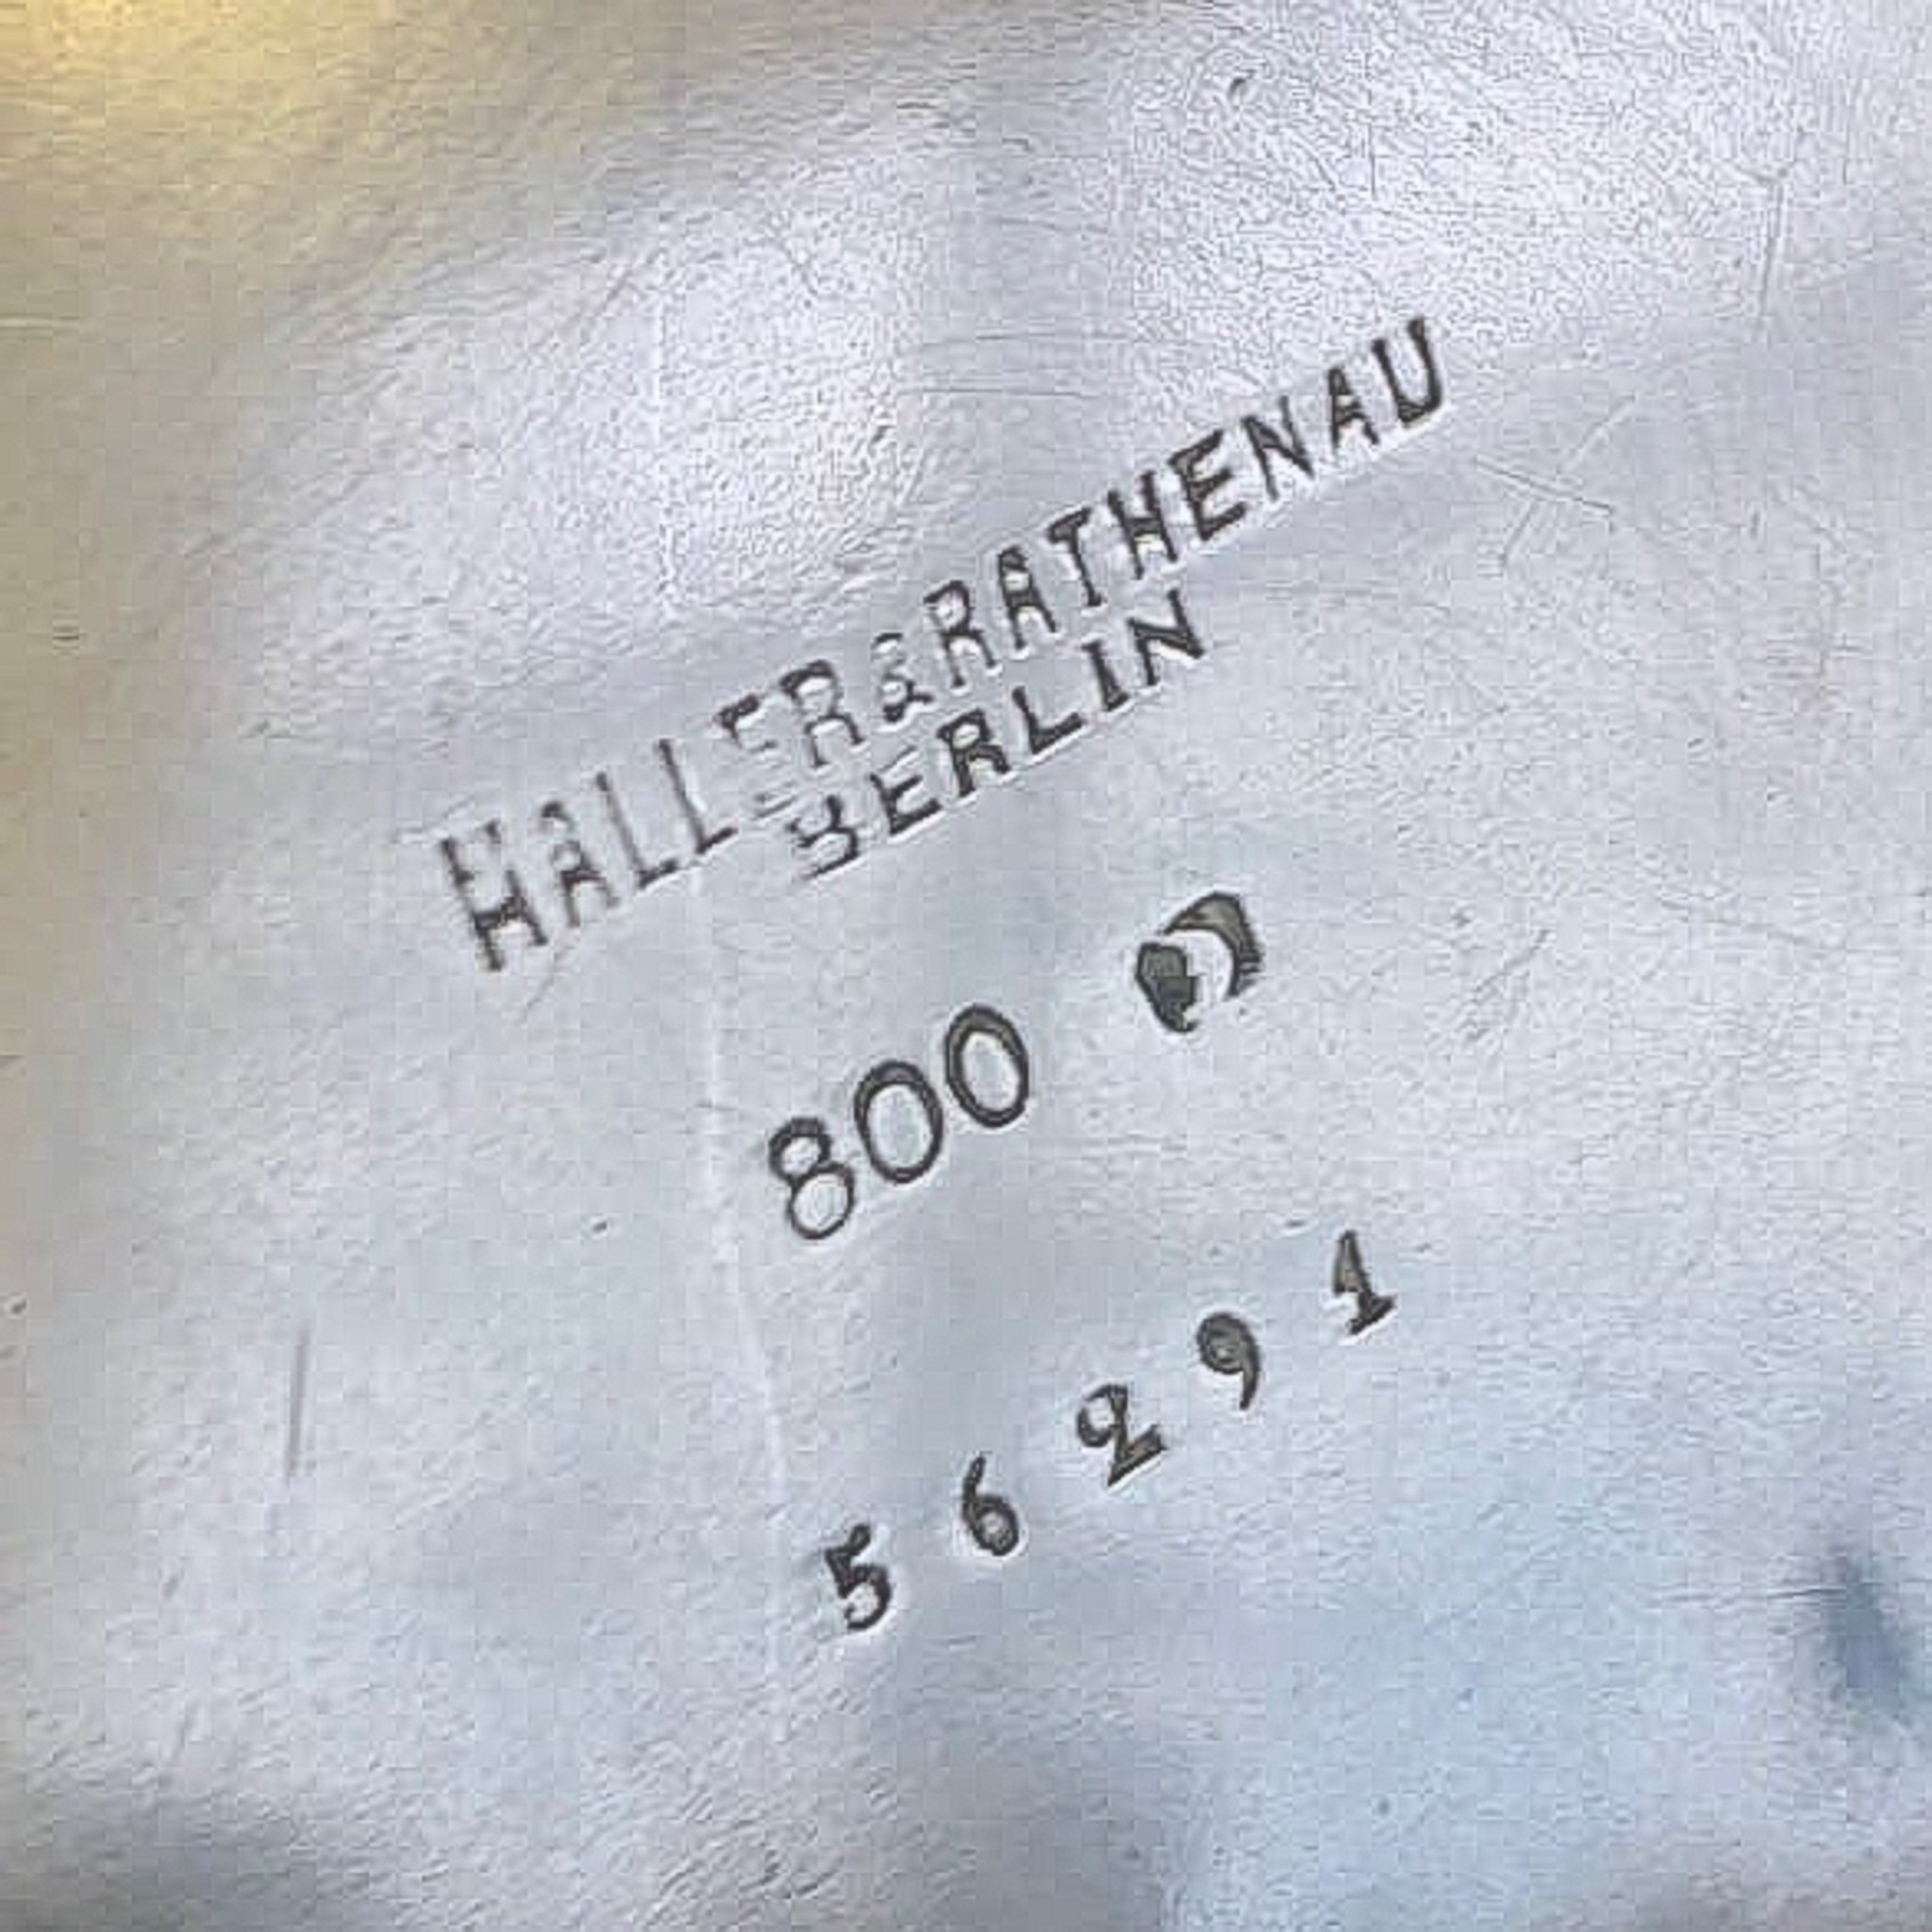 HALLER & RATHENAU
BERLIN
800
56291